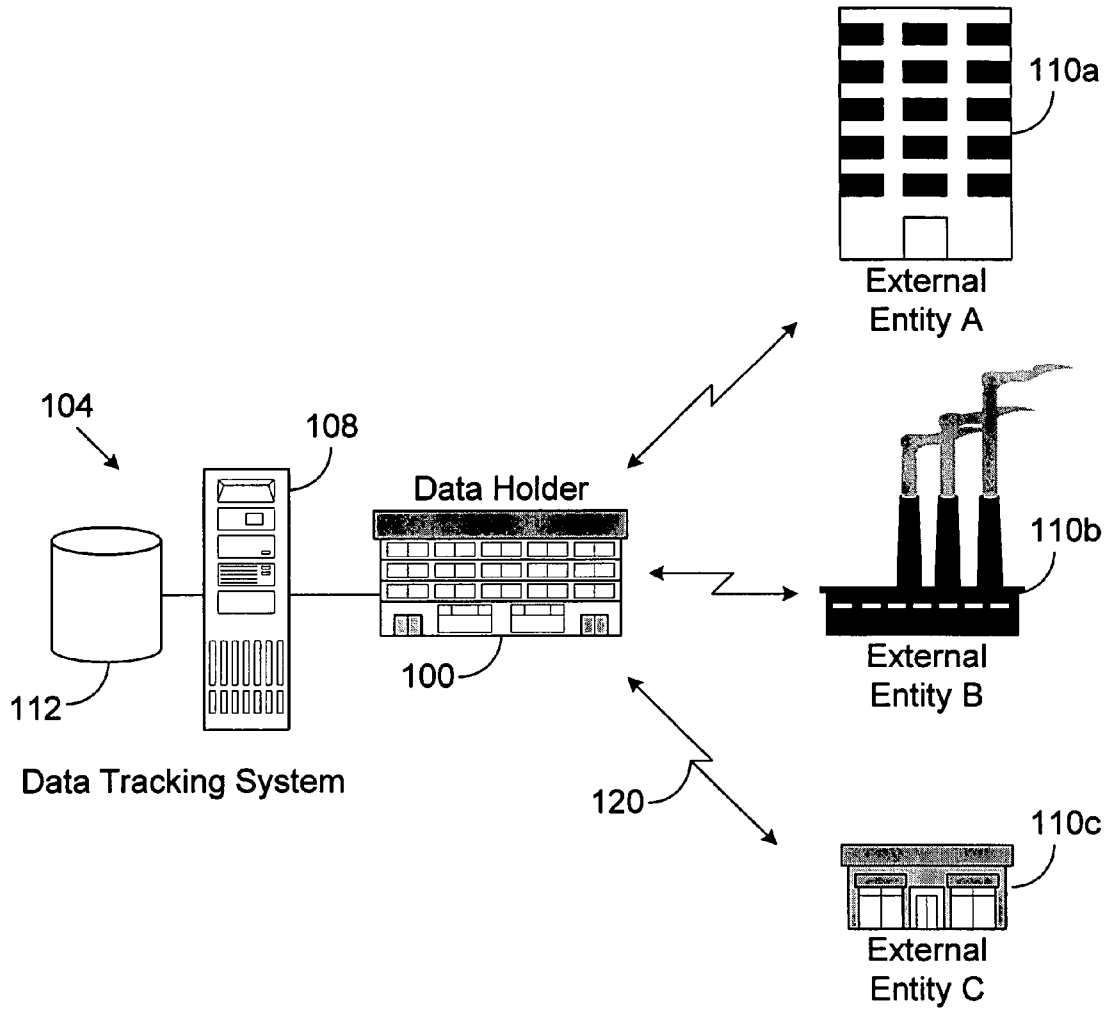 110a
External
Entity A
104
108
Data Holder
110b
100
External
Entity B
112
Data Tracking System
120
110c
External
Entity C